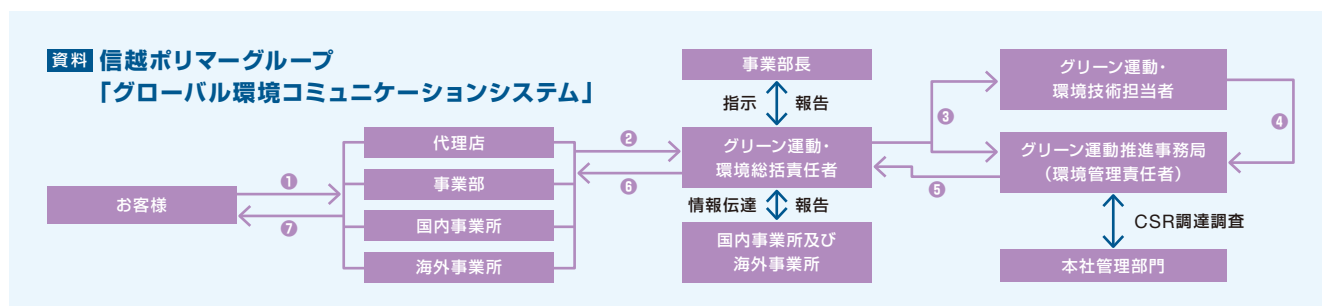 資料 信越ポリマーグループ
「グローバル環境コミュニケーションシステム」
お客様
❶
❼
代理店
事業部
国内事業所
海外事業所
❷
❻
事業部長
指示 報告
グリーン運動・
環境総括責任者
情報伝達 報告
国内事業所及び
海外事業所
❸
❺
グリーン運動・
環境技術担当者
❹
グリーン運動推進事務局
（環境管理責任者）
CSR調達調査
本社管理部門